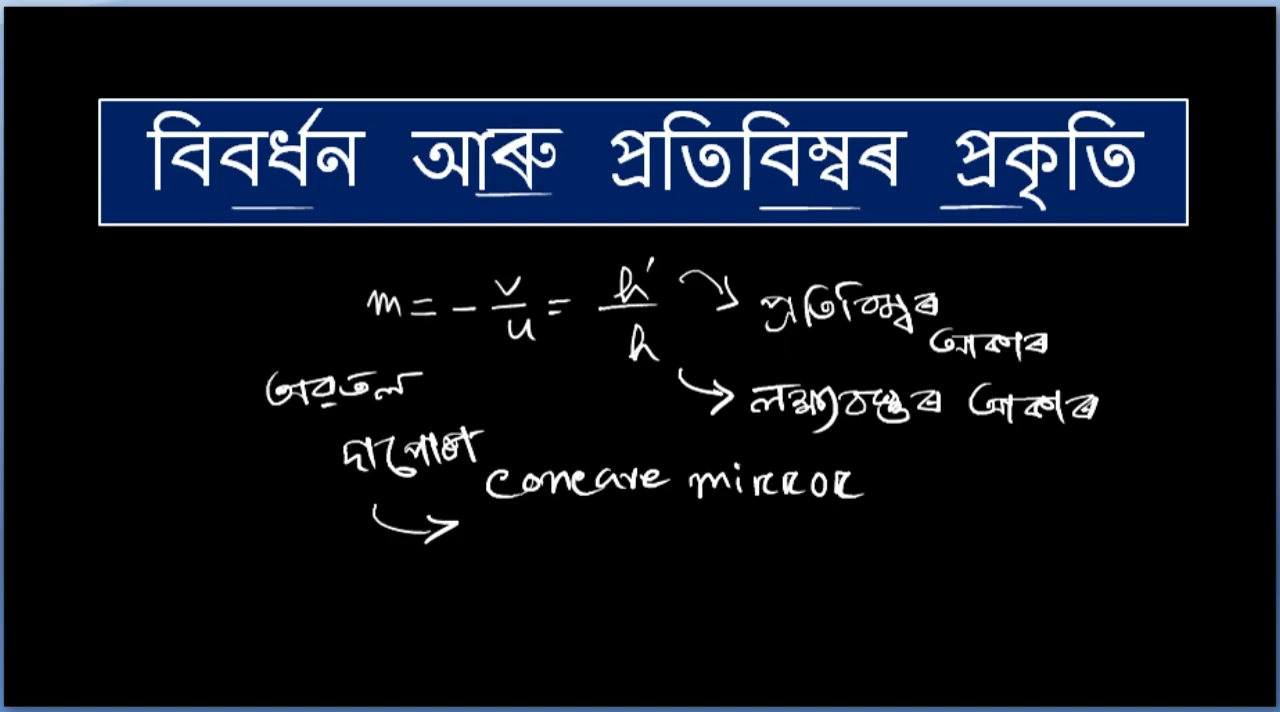 বিবৰ্ধন আৰু প্ৰতিবিম্বৰ প্ৰকৃতি
m = - v/u = h'/h
প্ৰতিবিম্বৰ
আকাৰ
লক্ষ্যবস্তুৰ আকাৰ
অৱতল
দাপোণ
concave mirror